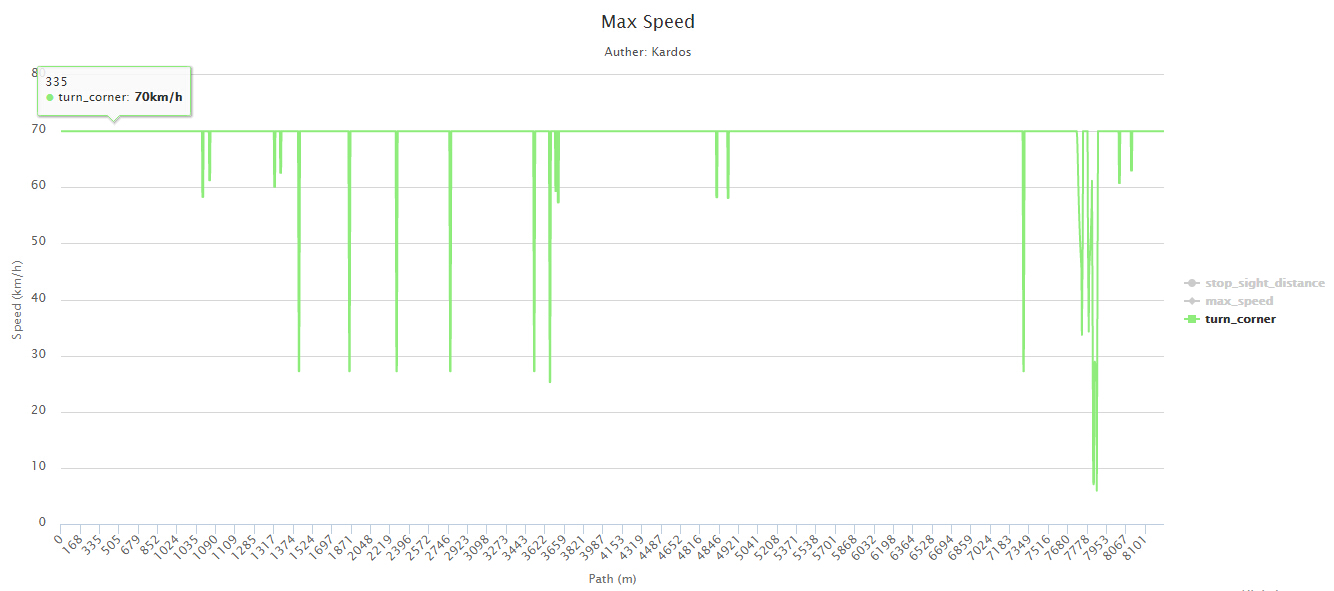 Max Speed
Auther: Kardos
335
turn_corner: 70km/h
80
70
60
50
40
30
20
10
0
Speed (km/h)
0 168 335 505 679 852 1024 1035 1090 1109 1285 1317 1374 1524 1697 1871 2048 2219 2396 2572 2746 2923 3098 3273 3443 3622 3659 3821 3987 4153 4319 4487 4652 4816 4846 4921 5041 5208 5371 5538 5701 5868 6032 6198 6364 6528 6694 6859 7024 7183 7349 7516 7680 7778 7953 8067 8101
Path (m)
stop_sight_distance
max_speed
turn_corner